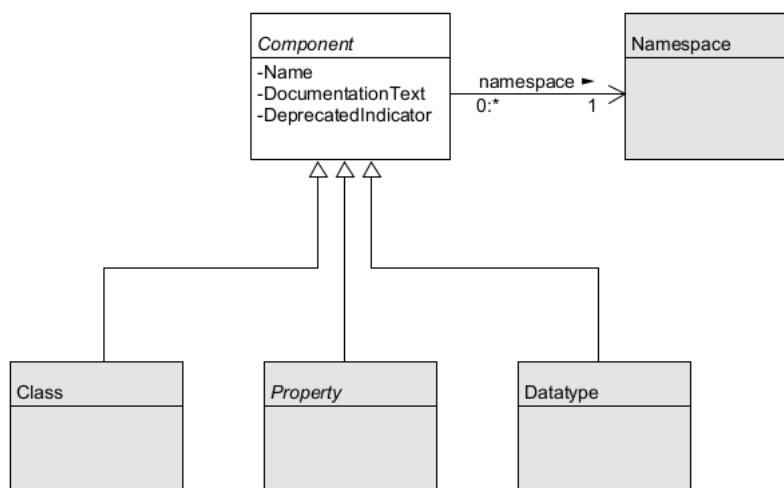 Component
-Name
-DocumentationText
-DeprecatedIndicator
namespace ►
0:*
1
Namespace
Class
Property
Datatype